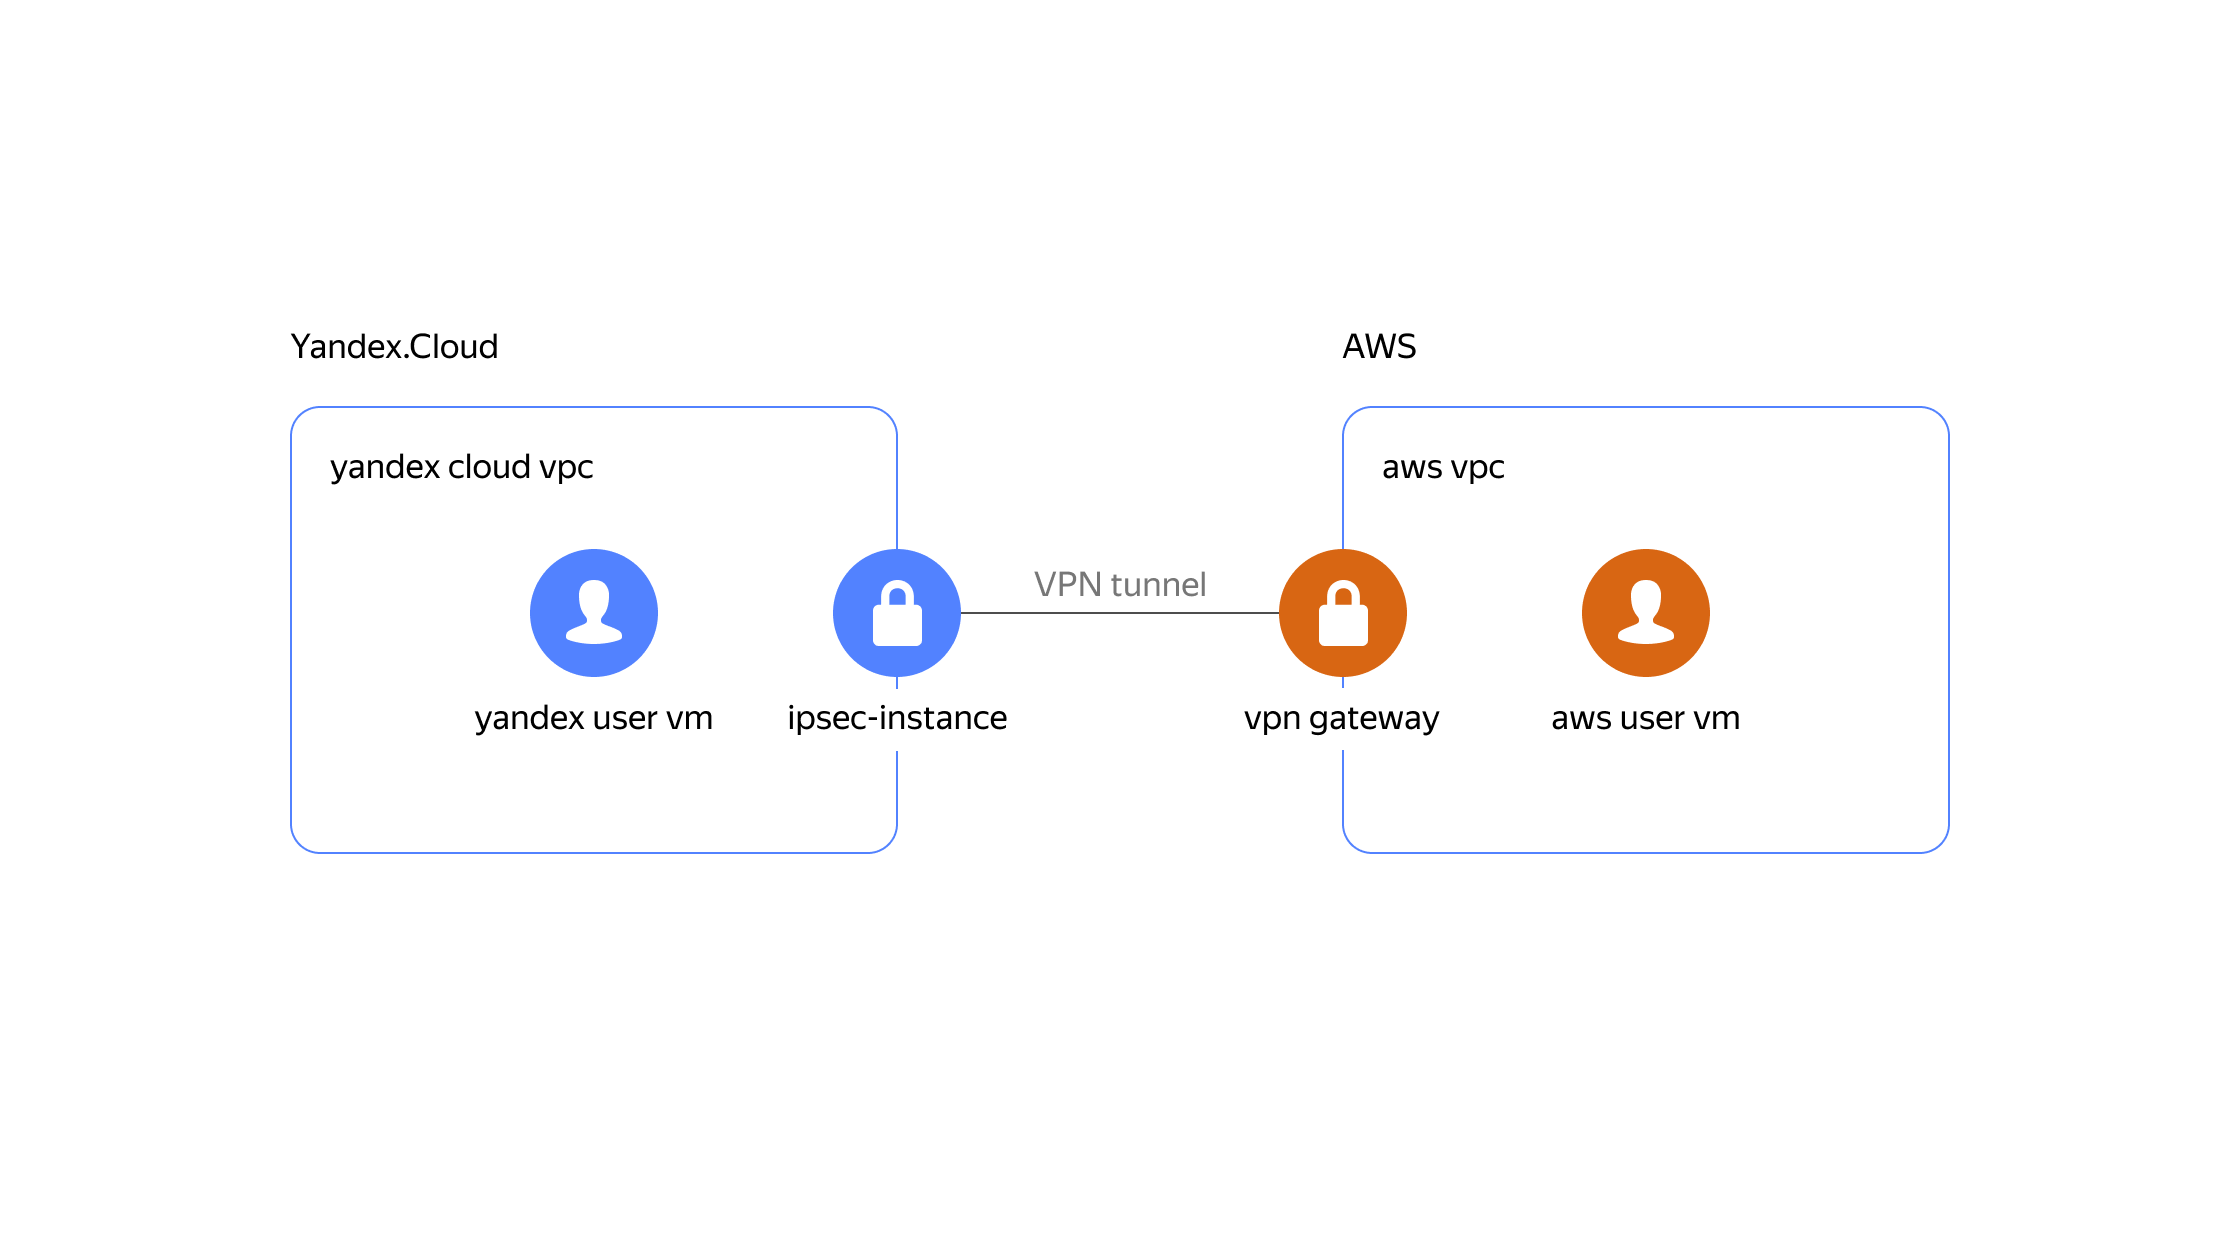 Yandex.Cloud
AWS
yandex cloud vpc
aws vpc
VPN tunnel
yandex user vm
ipsec-instance
vpn gateway
aws user vm